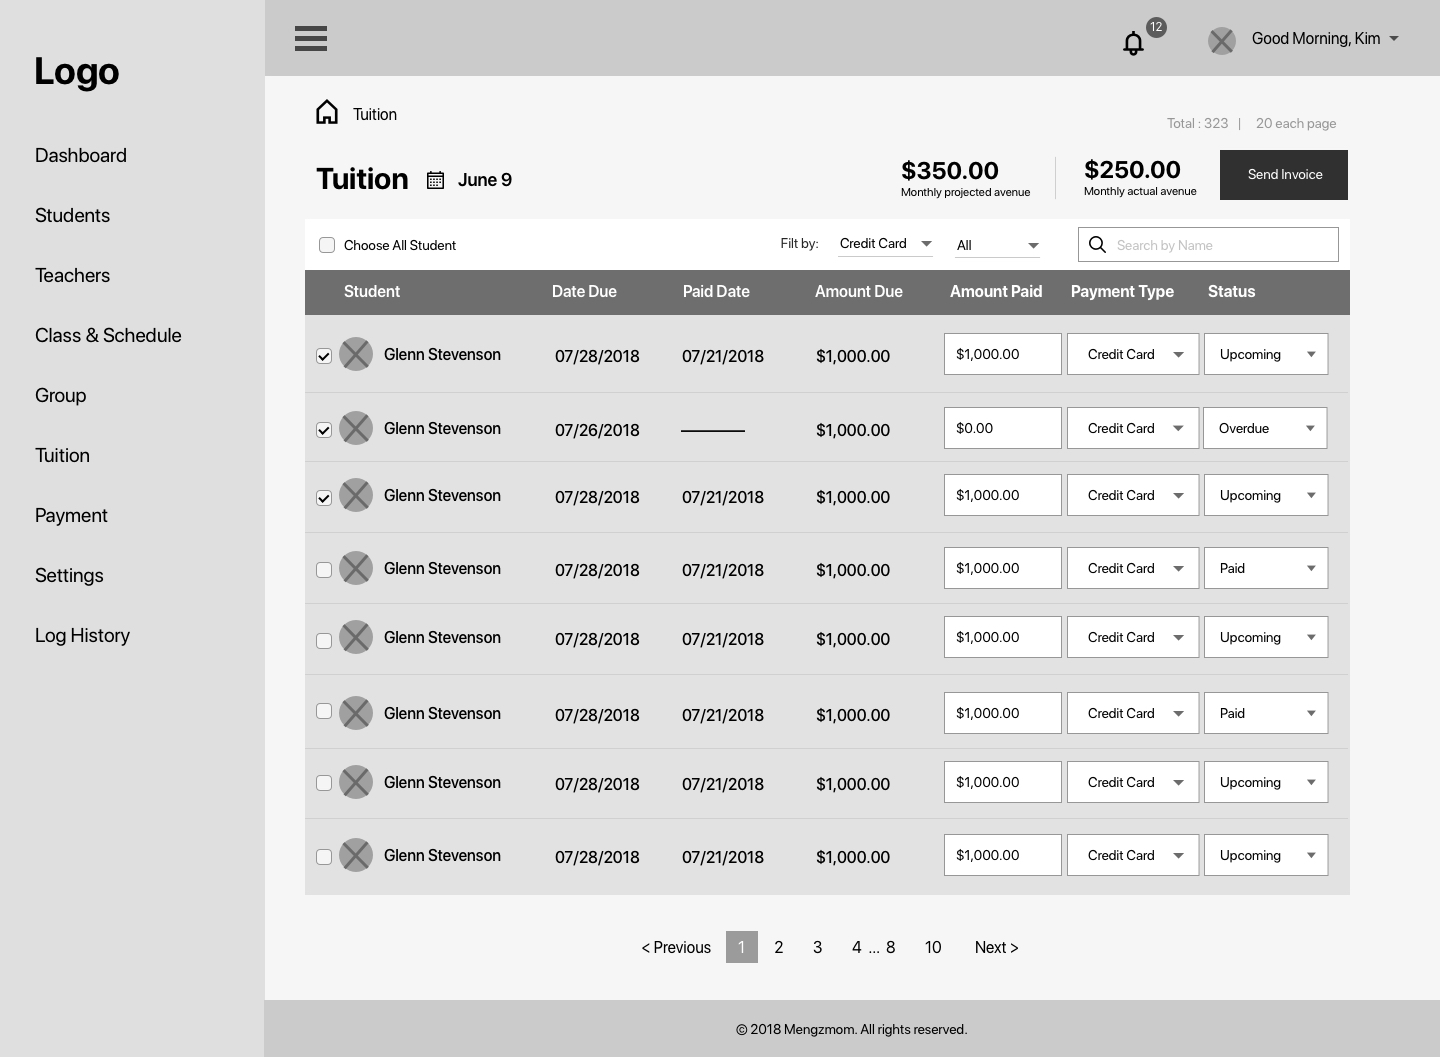 Logo
Dashboard
Students
Teachers
Class & Schedule
Group
Tuition
Payment
Settings
Log History
12
Good Morning, Kim
Tuition
Total : 323 | 20 each page
Tuition June 9
$350.00
Monthly projected avenue
$250.00
Monthly actual avenue
Send Invoice
Choose All Student
Filt by: Credit Card All Search by Name
Student Date Due Paid Date Amount Due Amount Paid Payment Type Status
Glenn Stevenson 07/28/2018 07/21/2018 $1,000.00 $1,000.00 Credit Card Upcoming
Glenn Stevenson 07/26/2018 $1,000.00 $0.00 Credit Card Overdue
Glenn Stevenson 07/28/2018 07/21/2018 $1,000.00 $1,000.00 Credit Card Upcoming
Glenn Stevenson 07/28/2018 07/21/2018 $1,000.00 $1,000.00 Credit Card Paid
Glenn Stevenson 07/28/2018 07/21/2018 $1,000.00 $1,000.00 Credit Card Upcoming
Glenn Stevenson 07/28/2018 07/21/2018 $1,000.00 $1,000.00 Credit Card Paid
Glenn Stevenson 07/28/2018 07/21/2018 $1,000.00 $1,000.00 Credit Card Upcoming
Glenn Stevenson 07/28/2018 07/21/2018 $1,000.00 $1,000.00 Credit Card Upcoming
< Previous 1 2 3 4 ... 8 10 Next >
© 2018 Mengzmom. All rights reserved.